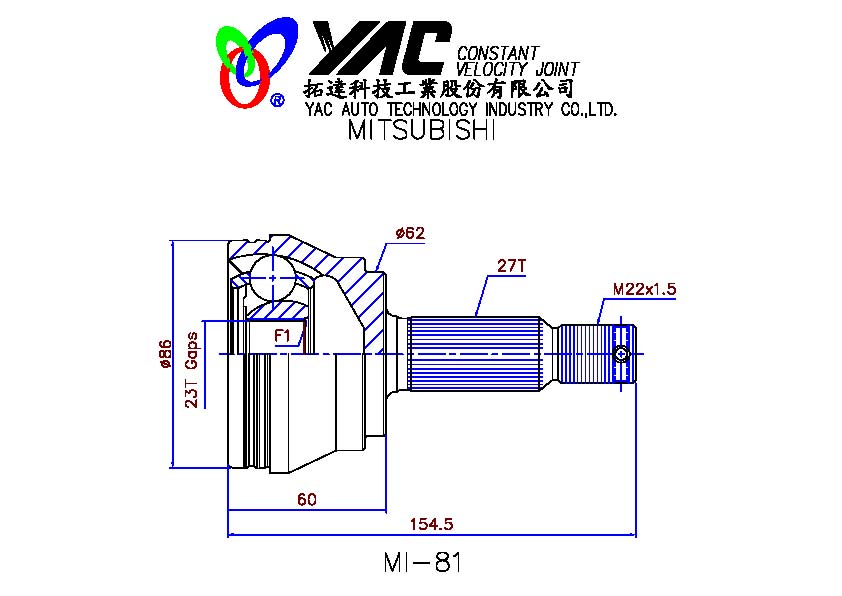 YAC CONSTANT
VELOCITY JOINT
®
拓達科技工業股份有限公司
YAC AUTO TECHNOLOGY INDUSTRY CO.,LTD.
MITSUBISHI
ø62
27T
M22x1.5
F1
ø86
23T Gaps
60
154.5
MI-81